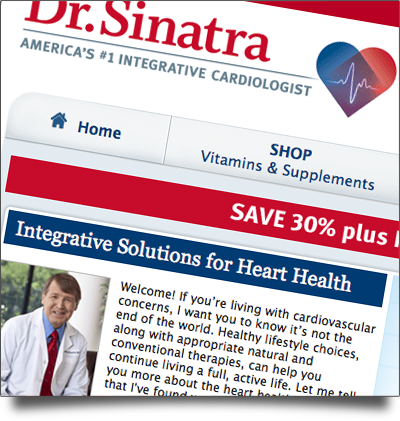 Dr. Sinatra
AMERICA'S #1 INTEGRATIVE CARDIOLOGIST
Home
SHOP
Vitamins & Supplements
SAVE 30% plus
Integrative Solutions for Heart Health
Welcome! If you're living with cardiovascular
concerns, I want you to know it's not the
end of the world. Healthy lifestyle choices,
along with appropriate natural and
conventional therapies, can help you
continue living a full, active life. Let me tell
you more about the heart
that I've found